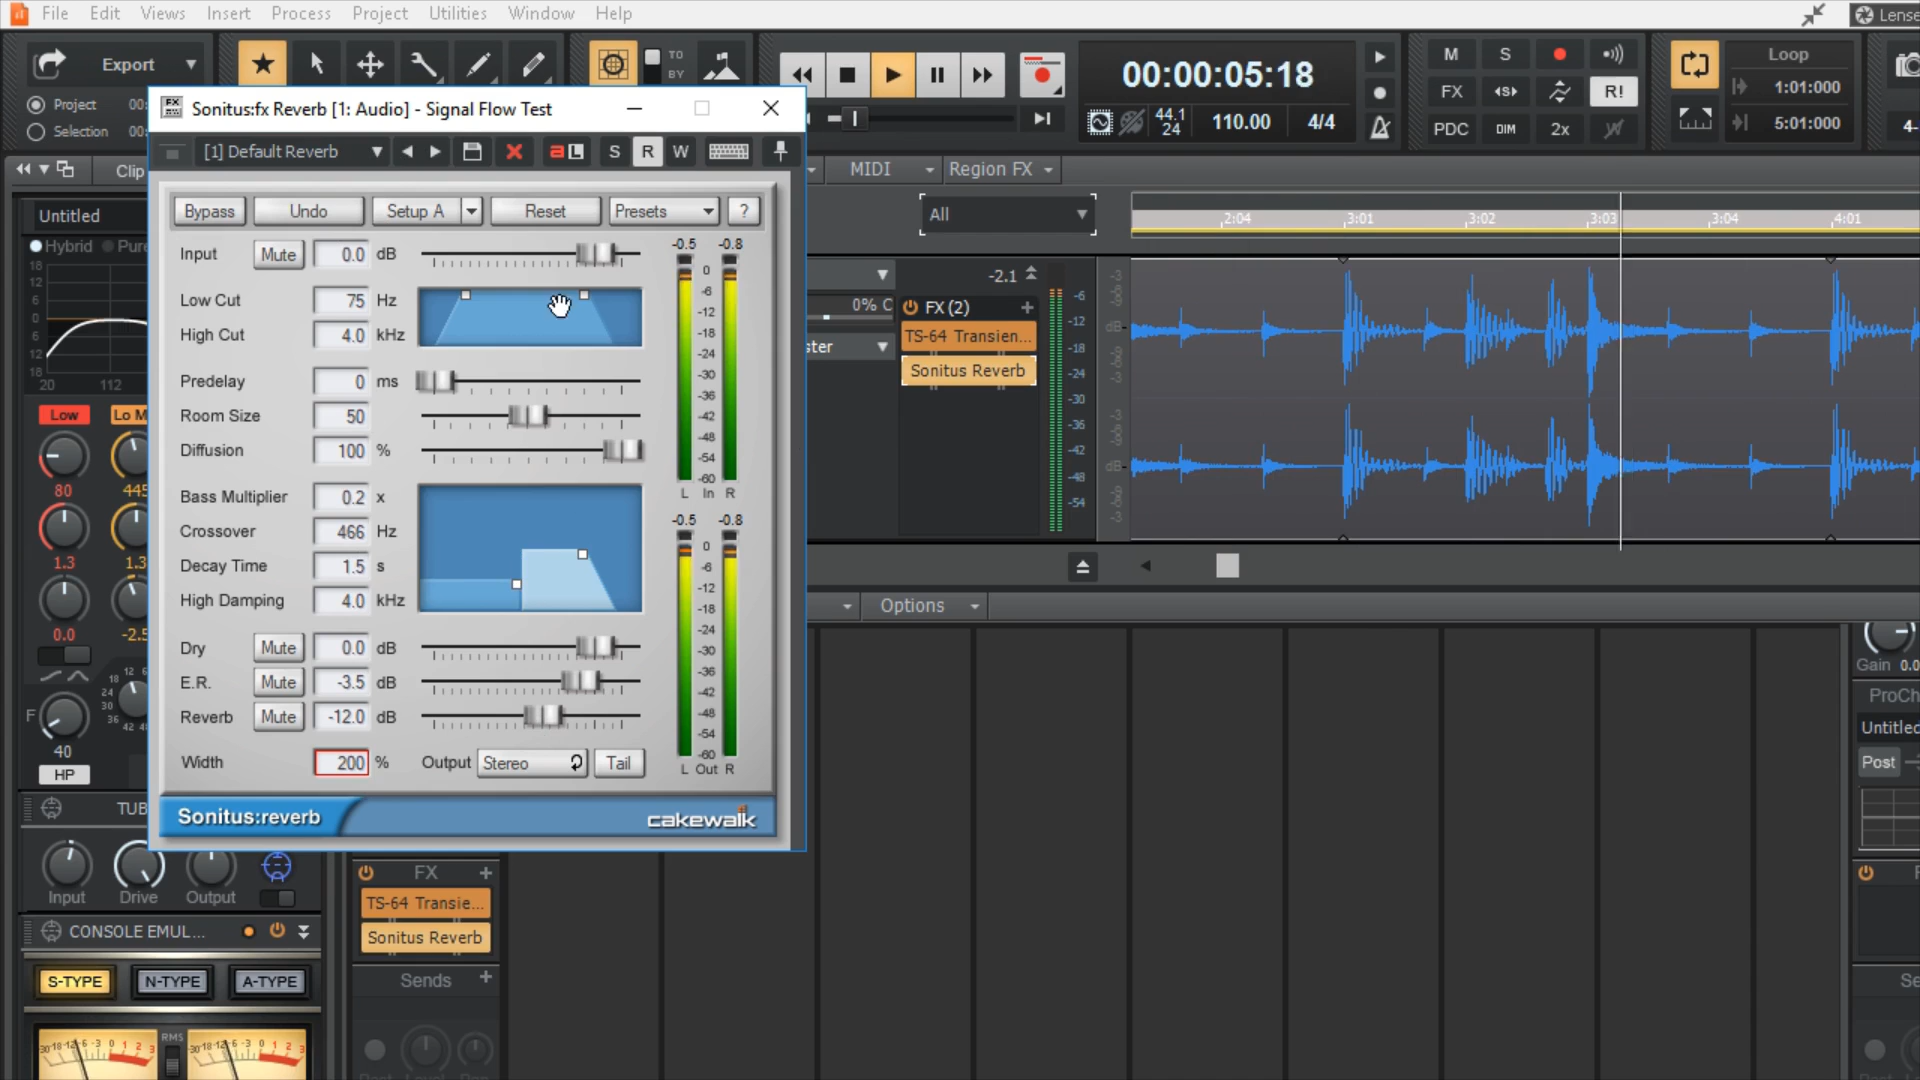 File Edit Views Insert Process Project Utilities Window Help
Lense
Export
TO
BY
00:00:05:18
M S
Loop
Project 00:
Selection 00:
1:01:000
5:01:000
FX R!
44.1
24
110.00 4/4
PDC DIM 2x
4-
Sonitus:fx Reverb [1: Audio] - Signal Flow Test
[1] Default Reverb
a L S R W
Clip
MIDI Region FX
Bypass Undo Setup A Reset Presets ?
Untitled
Hybrid Pure
All
2:04 3:01 3:02 3:03 3:04 4:01
Input Mute 0.0 dB
-0.5 -0.8
Low Cut 75 Hz
High Cut 4.0 kHz
Predelay 0 ms
Room Size 50
Diffusion 100 %
0
-6
-12
-18
-24
-30
-36
-42
-48
-54
-60
L In R
Bass Multiplier 0.2 x
Crossover 466 Hz
Decay Time 1.5 s
High Damping 4.0 kHz
Dry Mute 0.0 dB
E.R. Mute -3.5 dB
Reverb Mute -12.0 dB
Width 200 % Output Stereo Tail
-0.5 -0.8
0
-6
-12
-18
-24
-30
-36
-42
-48
-54
-60
L Out R
Sonitus:reverb cakewalk
-2.1
0% C
FX (2)
TS-64 Transien...
Sonitus Reverb
ster
-6
-12
-18
-24
-30
-36
-42
-48
-54
18
12
6
0
6
12
18
20 112
Low Lo M
80 445
1.3 1.3
0.0 -2.5
F
40
HP
TUB
Input Drive Output
CONSOLE EMUL...
S-TYPE N-TYPE A-TYPE
RMS
FX
TS-64 Transie...
Sonitus Reverb
Sends
Options
Gain 0.0
ProCh
Untitled
Post
Se